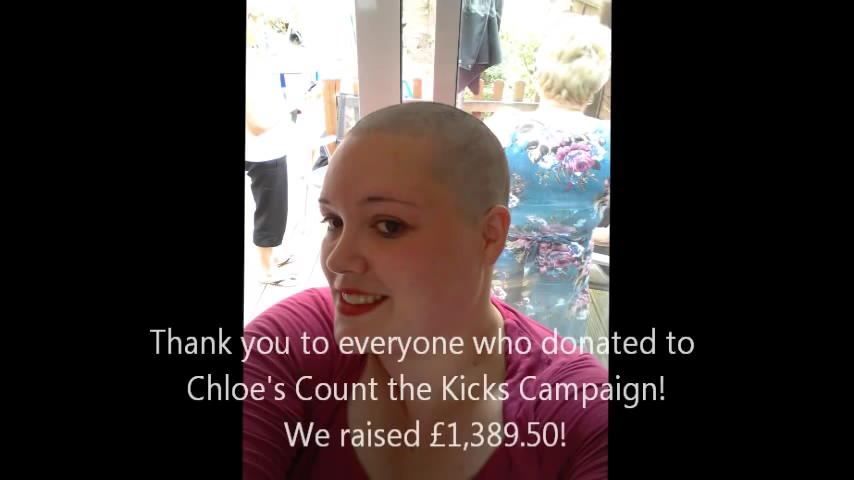 Thank you to everyone who donated to
Chloe's Count the Kicks Campaign!
We raised £1,389.50!